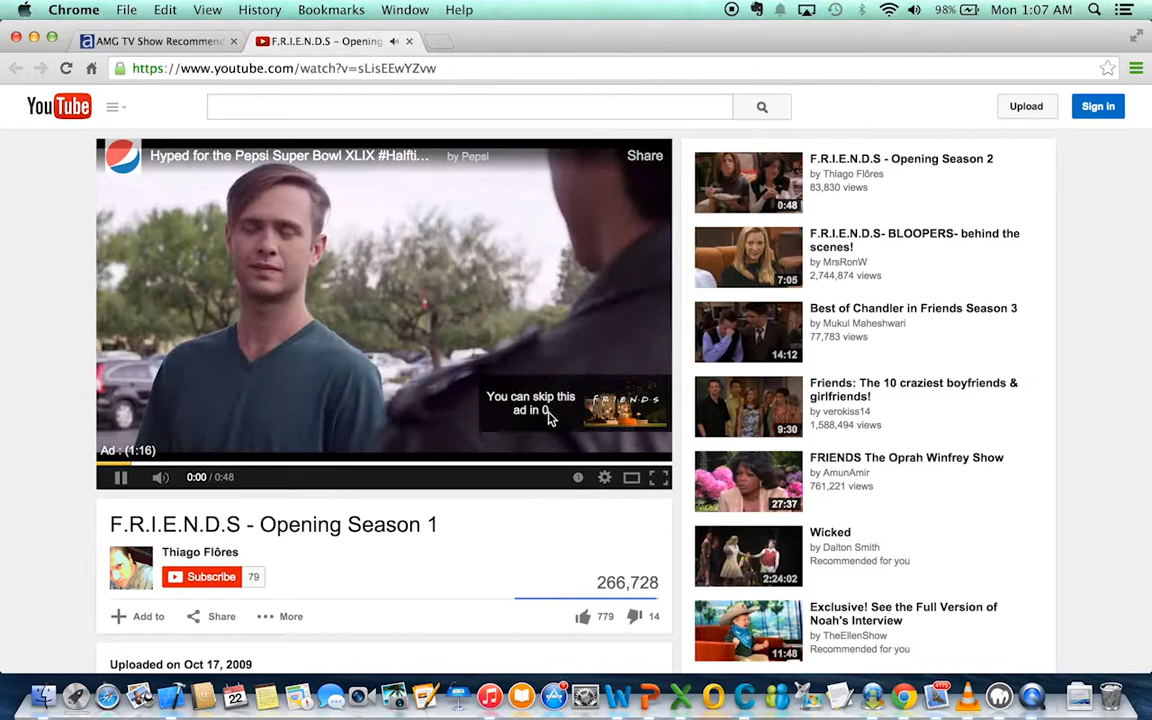 Chrome File Edit View History Bookmarks Window Help 98% Mon 1:07 AM
AMG TV Show Recommen
F.R.I.E.N.D.S – Opening
https://www.youtube.com/watch?v=sLisEEwYZvw
YouTube
Upload
Sign in
Hyped for the Pepsi Super Bowl XLIX #Halfti... by Pepsi
Share
You can skip this
ad in 0
FRIENDS
Ad : (1:16)
0:00 / 0:48
F.R.I.E.N.D.S - Opening Season 1
Thiago Flôres
Subscribe 79
266,728
Add to Share More 779 14
Uploaded on Oct 17, 2009
F.R.I.E.N.D.S - Opening Season 2
by Thiago Flôres
83,830 views
0:48
F.R.I.E.N.D.S- BLOOPERS- behind the
scenes!
by MrsRonW
2,744,874 views
7:05
Best of Chandler in Friends Season 3
by Mukul Maheshwari
77,783 views
14:12
Friends: The 10 craziest boyfriends &
girlfriends!
by verokiss14
1,588,494 views
9:30
FRIENDS The Oprah Winfrey Show
by AmunAmir
761,221 views
27:37
Wicked
by Dalton Smith
Recommended for you
2:24:02
Exclusive! See the Full Version of
Noah's Interview
by TheEllenShow
Recommended for you
11:48
22